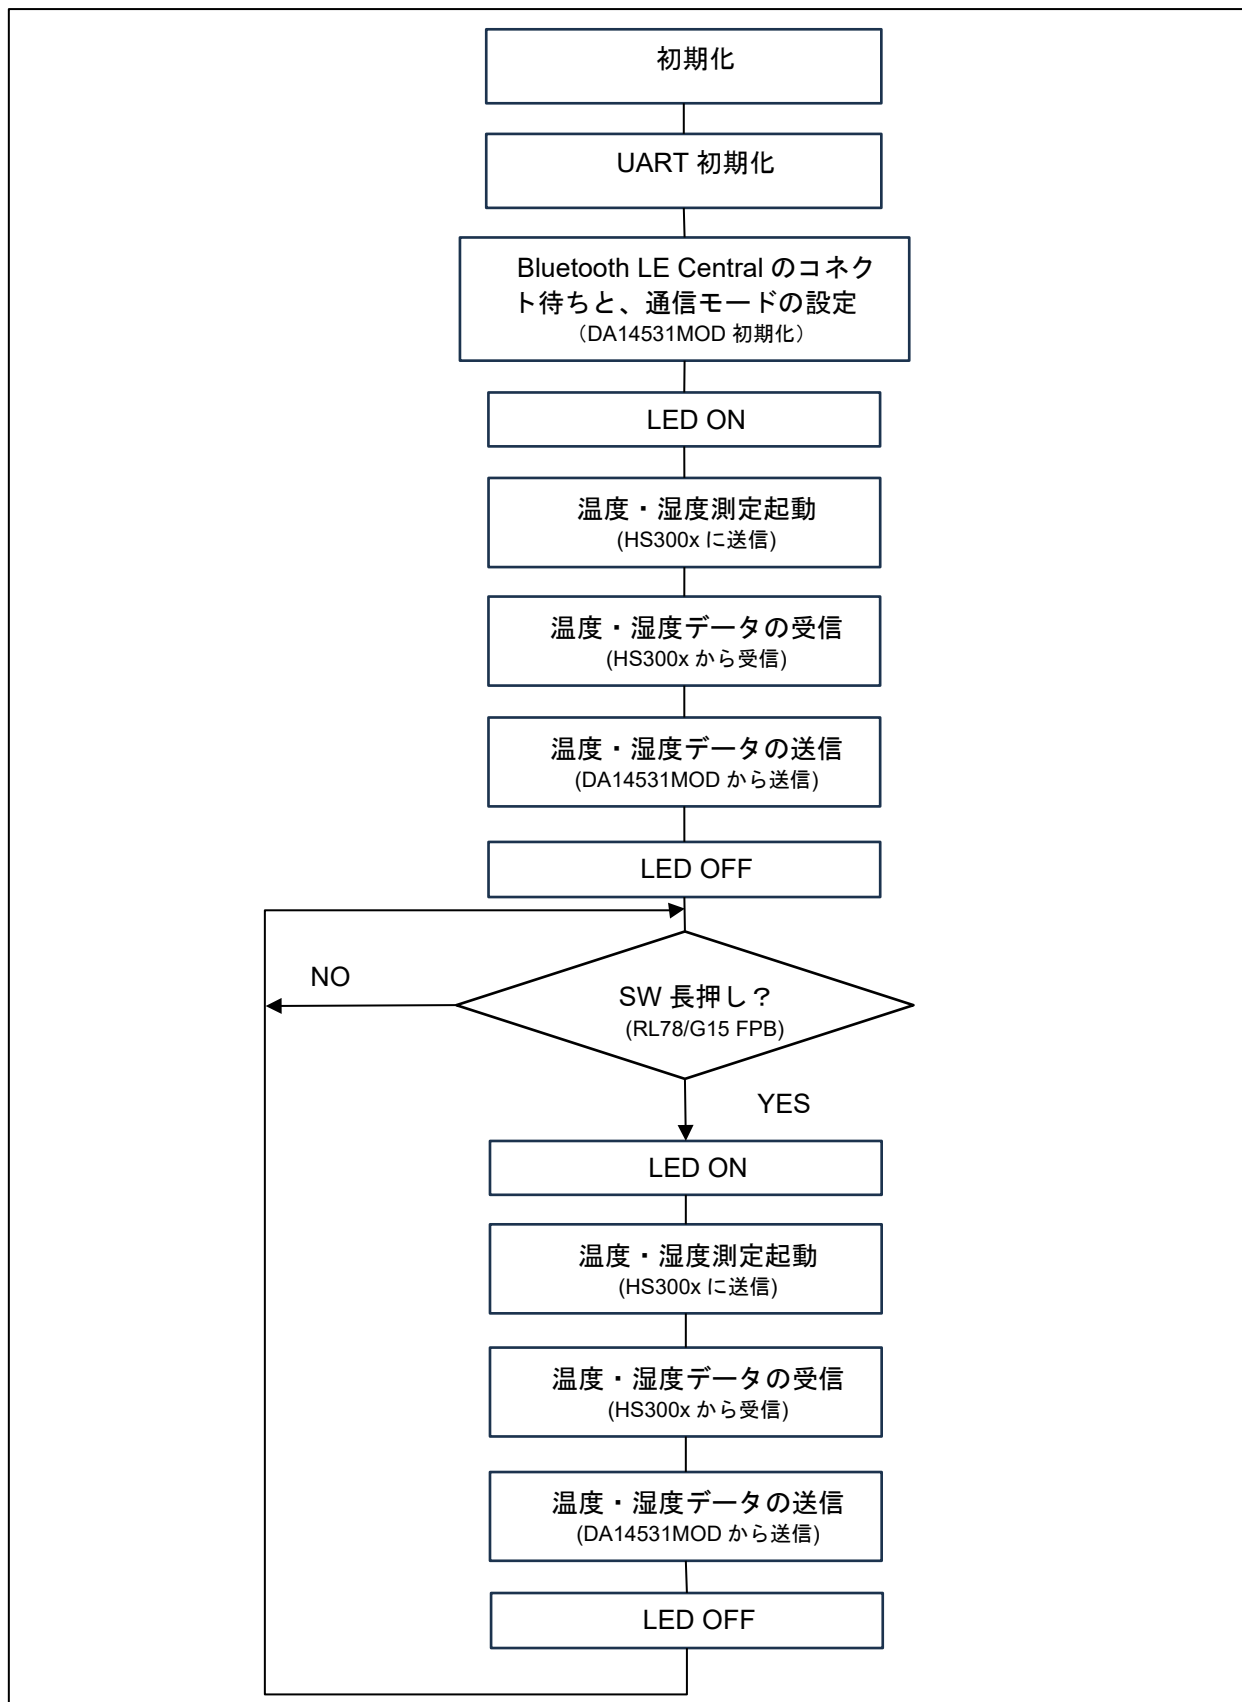 初期化
UART 初期化
Bluetooth LE Central のコネク
ト待ちと、通信モードの設定
（DA14531MOD 初期化）
LED ON
温度・湿度測定起動
(HS300x に送信)
温度・湿度データの受信
(HS300x から受信)
温度・湿度データの送信
(DA14531MOD から送信)
LED OFF
NO
SW 長押し？
(RL78/G15 FPB)
YES
LED ON
温度・湿度測定起動
(HS300x に送信)
温度・湿度データの受信
(HS300x から受信)
温度・湿度データの送信
(DA14531MOD から送信)
LED OFF